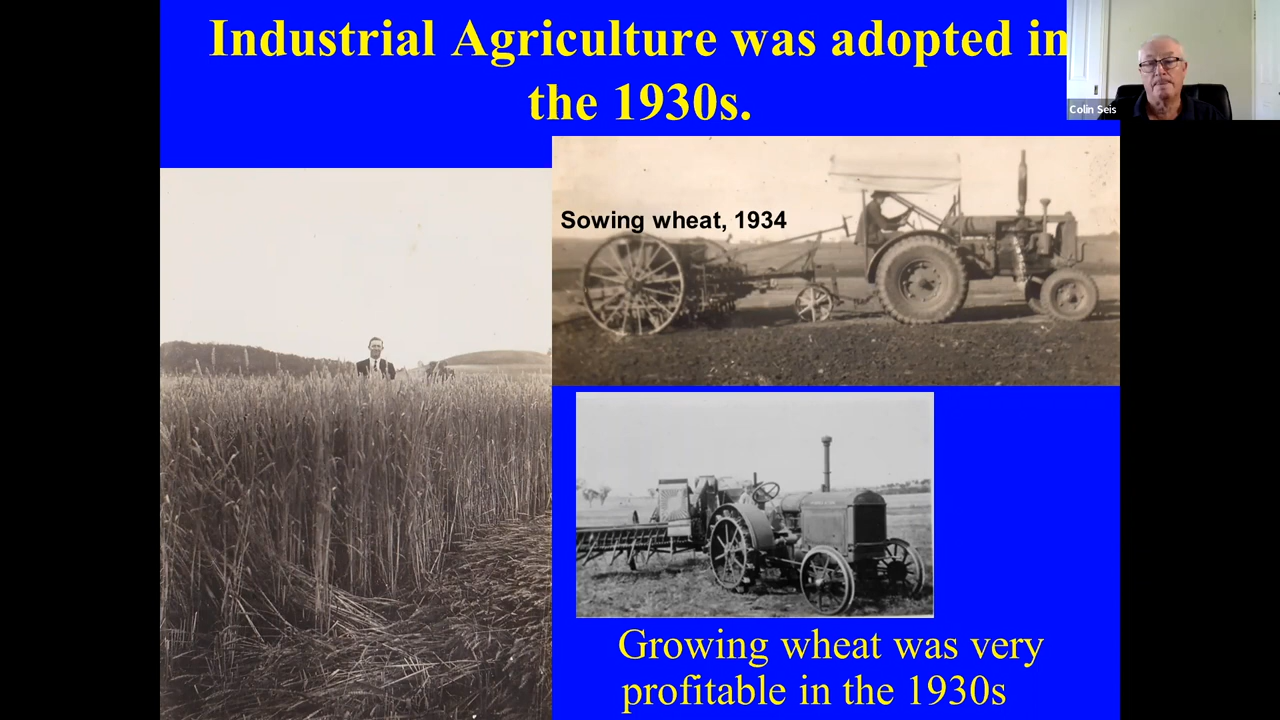 Industrial Agriculture was adopted in
the 1930s.
Colin Seis
Sowing wheat, 1934
Growing wheat was very
profitable in the 1930s